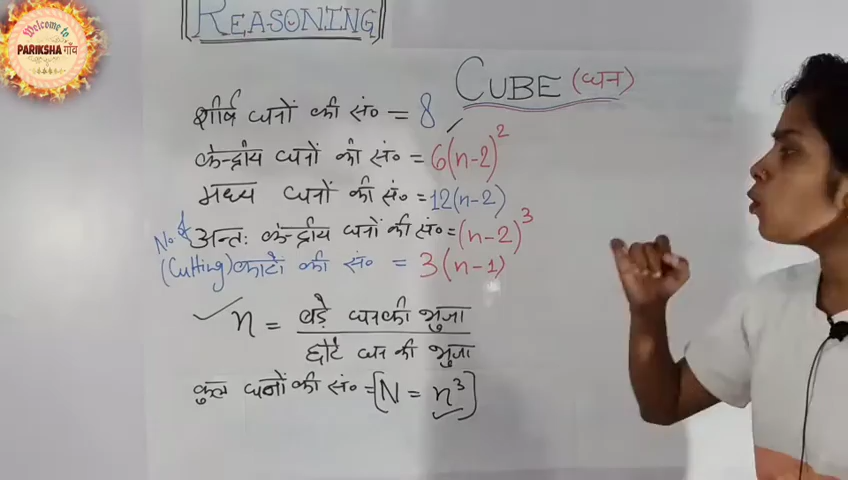 Welcome to
PARIKSHA गाँव
REASONING
CUBE (घन)
शीर्ष घनों की सं० = 8
केन्द्रीय घनों की सं० = 6(n-2)²
मध्य घनों की सं० = 12(n-2)
अन्तः केन्द्रीय घनों की सं० = (n-2)³
No. of (Cutting) काटों की सं० = 3(n-1)
n = बड़े घन की भुजा / छोटे घन की भुजा
कुल घनों की सं० = [N = n³]